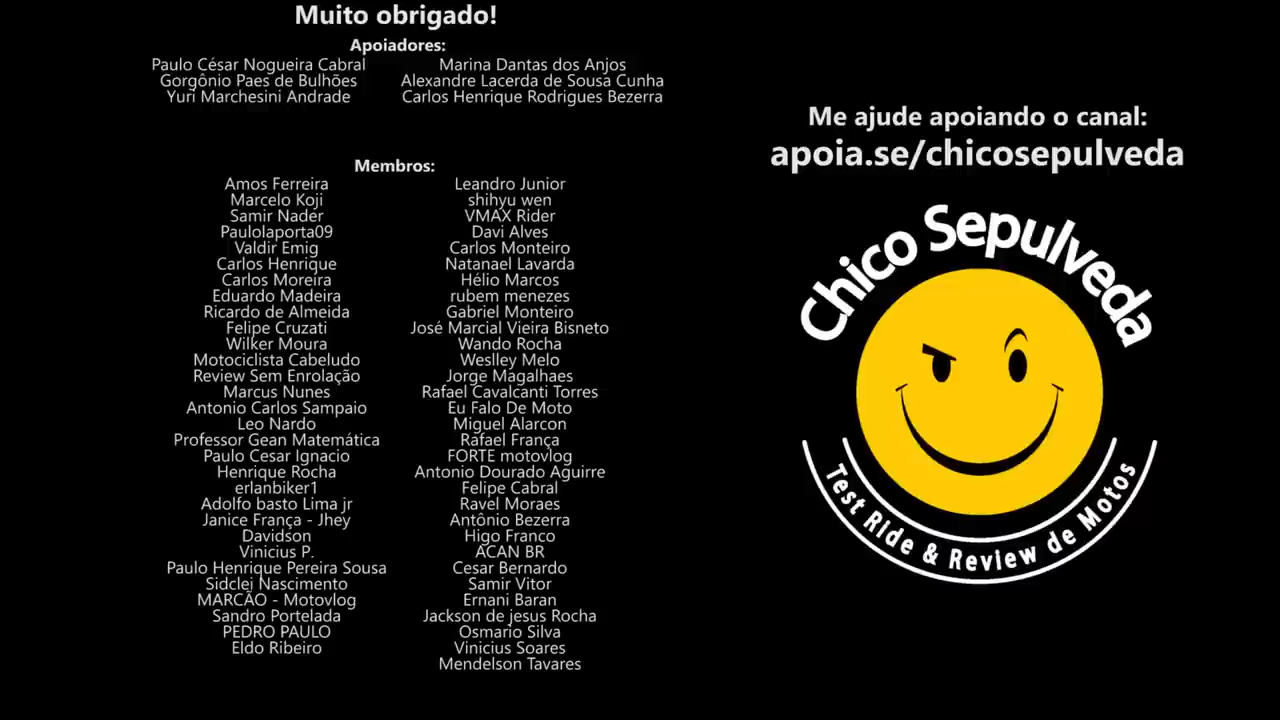 Muito obrigado!
Apoiadores:
Paulo César Nogueira Cabral
Gorgônio Paes de Bulhões
Yuri Marchesini Andrade
Marina Dantas dos Anjos
Alexandre Lacerda de Sousa Cunha
Carlos Henrique Rodrigues Bezerra
Membros:
Amos Ferreira
Marcelo Koji
Samir Nader
Paulolaporta09
Valdir Emig
Carlos Henrique
Carlos Moreira
Eduardo Madeira
Ricardo de Almeida
Felipe Cruzati
Wilker Moura
Motociclista Cabeludo
Review Sem Enrolação
Marcus Nunes
Antonio Carlos Sampaio
Leo Nardo
Professor Gean Matemática
Paulo Cesar Ignacio
Henrique Rocha
erlanbiker1
Adolfo basto Lima jr
Janice França - Jhey
Davidson
Vinicius P.
Paulo Henrique Pereira Sousa
Sidclei Nascimento
MARCÃO - Motovlog
Sandro Portelada
PEDRO PAULO
Eldo Ribeiro
Leandro Junior
shihyu wen
VMAX Rider
Davi Alves
Carlos Monteiro
Natanael Lavarda
Hélio Marcos
rubem menezes
Gabriel Monteiro
José Marcial Vieira Bisneto
Wando Rocha
Weslley Melo
Jorge Magalhaes
Rafael Cavalcanti Torres
Eu Falo De Moto
Miguel Alarcon
Rafael França
FORTE motovlog
Antonio Dourado Aguirre
Felipe Cabral
Ravel Moraes
Antônio Bezerra
Higo Franco
ACAN BR
Cesar Bernardo
Samir Vitor
Ernani Baran
Jackson de jesus Rocha
Osmario Silva
Vinicius Soares
Mendelson Tavares
Me ajude apoiando o canal:
apoia.se/chicosepulveda
Chico Sepulveda
Test Ride & Review de Motos